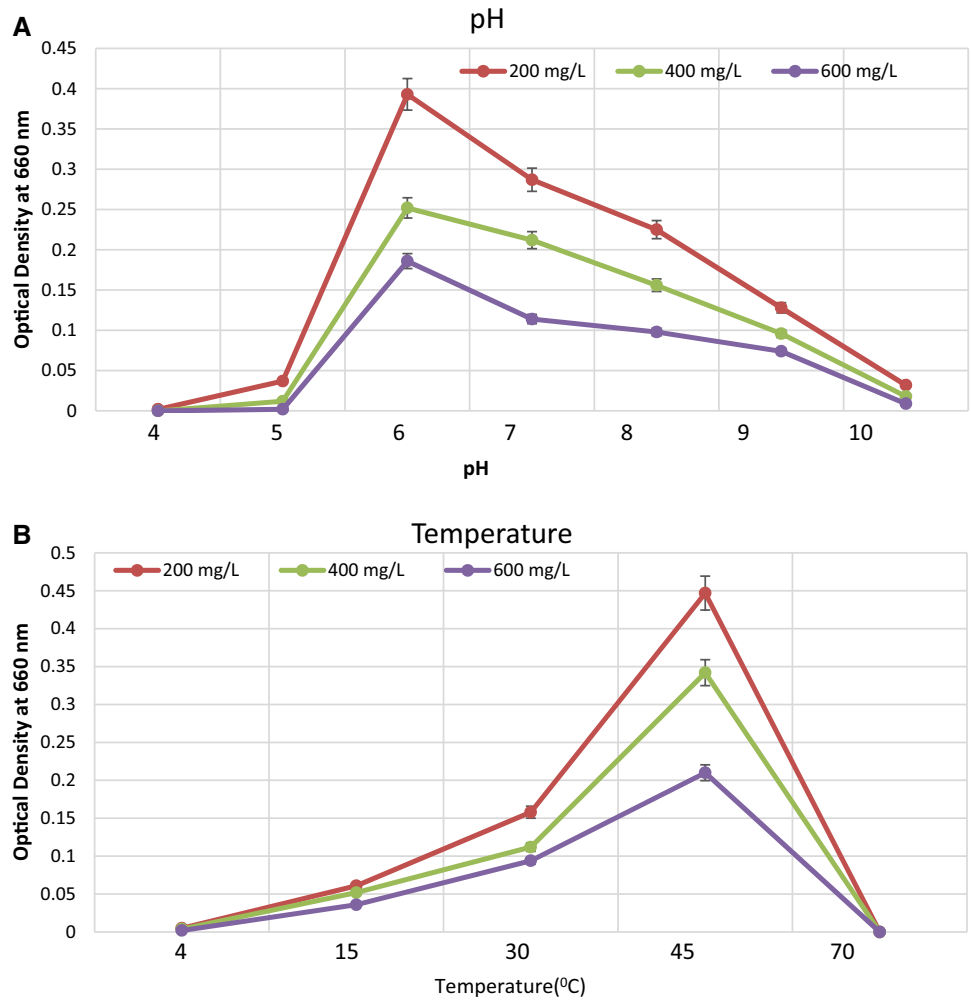 A
pH
0.45
200 mg/L 400 mg/L 600 mg/L
0.4
0.35
0.3
0.25
0.2
0.15
0.1
0.05
0
Optical Density at 660 nm
4 5 6 7 8 9 10
pH
B
Temperature
0.5
200 mg/L 400 mg/L 600 mg/L
0.45
0.4
0.35
0.3
0.25
0.2
0.15
0.1
0.05
0
Optical Density at 660 nm
4 15 30 45 70
Temperature(⁰C)